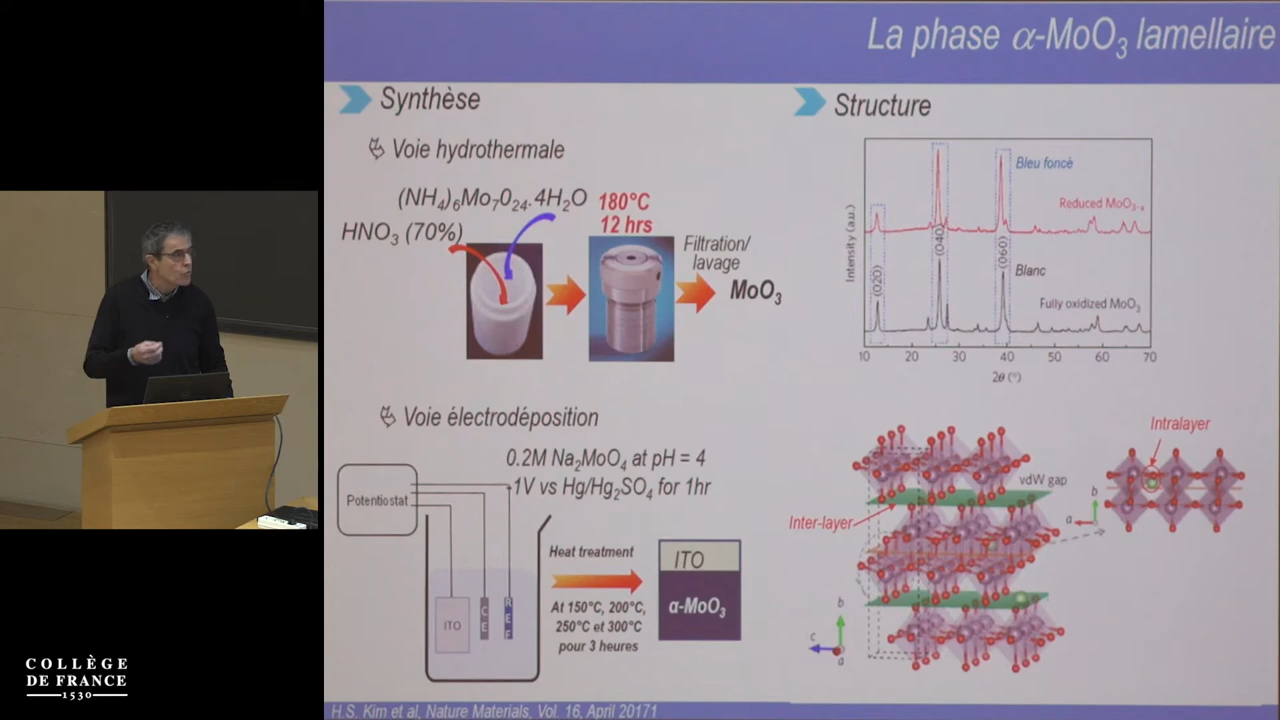 La phase α-MoO₃ lamellaire
Synthèse
Voie hydrothermale
(NH₄)₆Mo₇0₂₄.4H₂O
HNO₃ (70%)
180°C
12 hrs
Filtration/
lavage
MoO₃
Voie électrodéposition
0.2M Na₂MoO₄ at pH = 4
-1V vs Hg/Hg₂SO₄ for 1hr
Potentiostat
ITO
C
E
R
E
F
Heat treatment
At 150°C, 200°C,
250°C et 300°C
pour 3 heures
ITO
α-MoO₃
Structure
Intensity (a.u.)
Bleu foncè
Reduced MoO₃₋ₓ
(020)
(040)
(060)
Blanc
Fully oxidized MoO₃
10 20 30 40 50 60 70
2θ (°)
Intralayer
vdW gap
Inter-layer
b
a
b
c
a
H.S. Kim et al, Nature Materials, Vol. 16, April 20171
COLLÈGE
DE FRANCE
1530